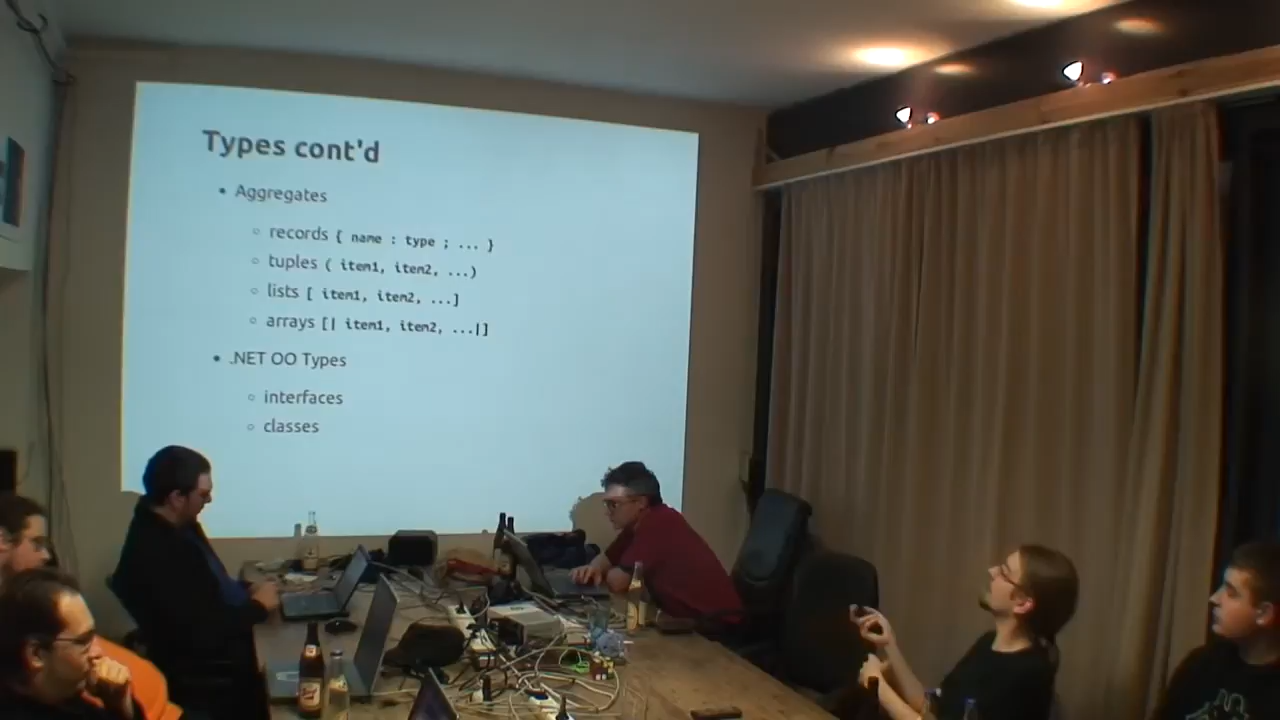 Types cont'd
• Aggregates
◦ records { name : type ; ... }
◦ tuples ( item1, item2, ...)
◦ lists [ item1, item2, ...]
◦ arrays [| item1, item2, ...|]
• .NET OO Types
◦ interfaces
◦ classes